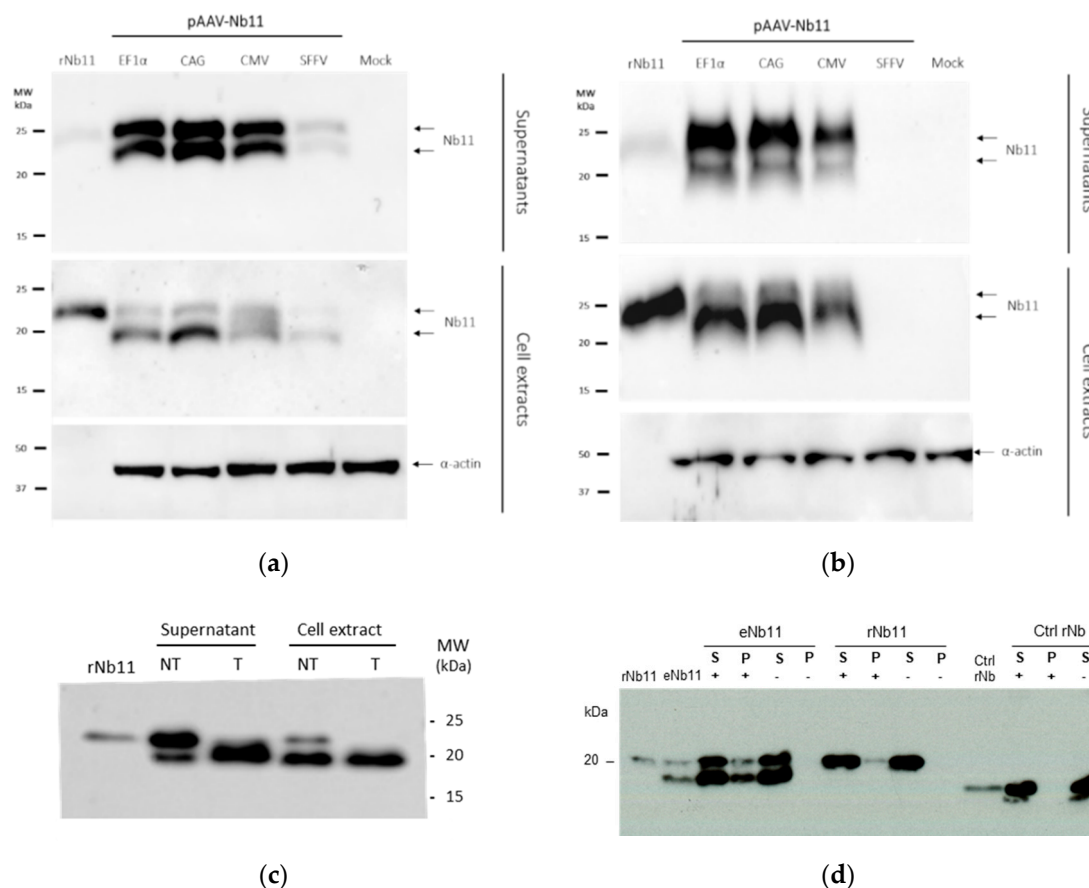 pAAV-Nb11
rNb11 EF1α CAG CMV SFFV Mock
MW
kDa
25
20
15
Nb11
Supernatants
25
20
15
Nb11
Cell extracts
50
37
α-actin
(a)
pAAV-Nb11
rNb11 EF1α CAG CMV SFFV Mock
MW
kDa
25
20
15
Nb11
Supernatants
25
20
15
Nb11
Cell extracts
50
37
α-actin
(b)
Supernatant Cell extract MW
(kDa)
rNb11 NT T NT T
25
20
15
(c)
eNb11 rNb11 Ctrl rNb
S P S P S P S P S P S
rNb11 eNb11 + + - - + + - - Ctrl rNb + + -
kDa
20
(d)